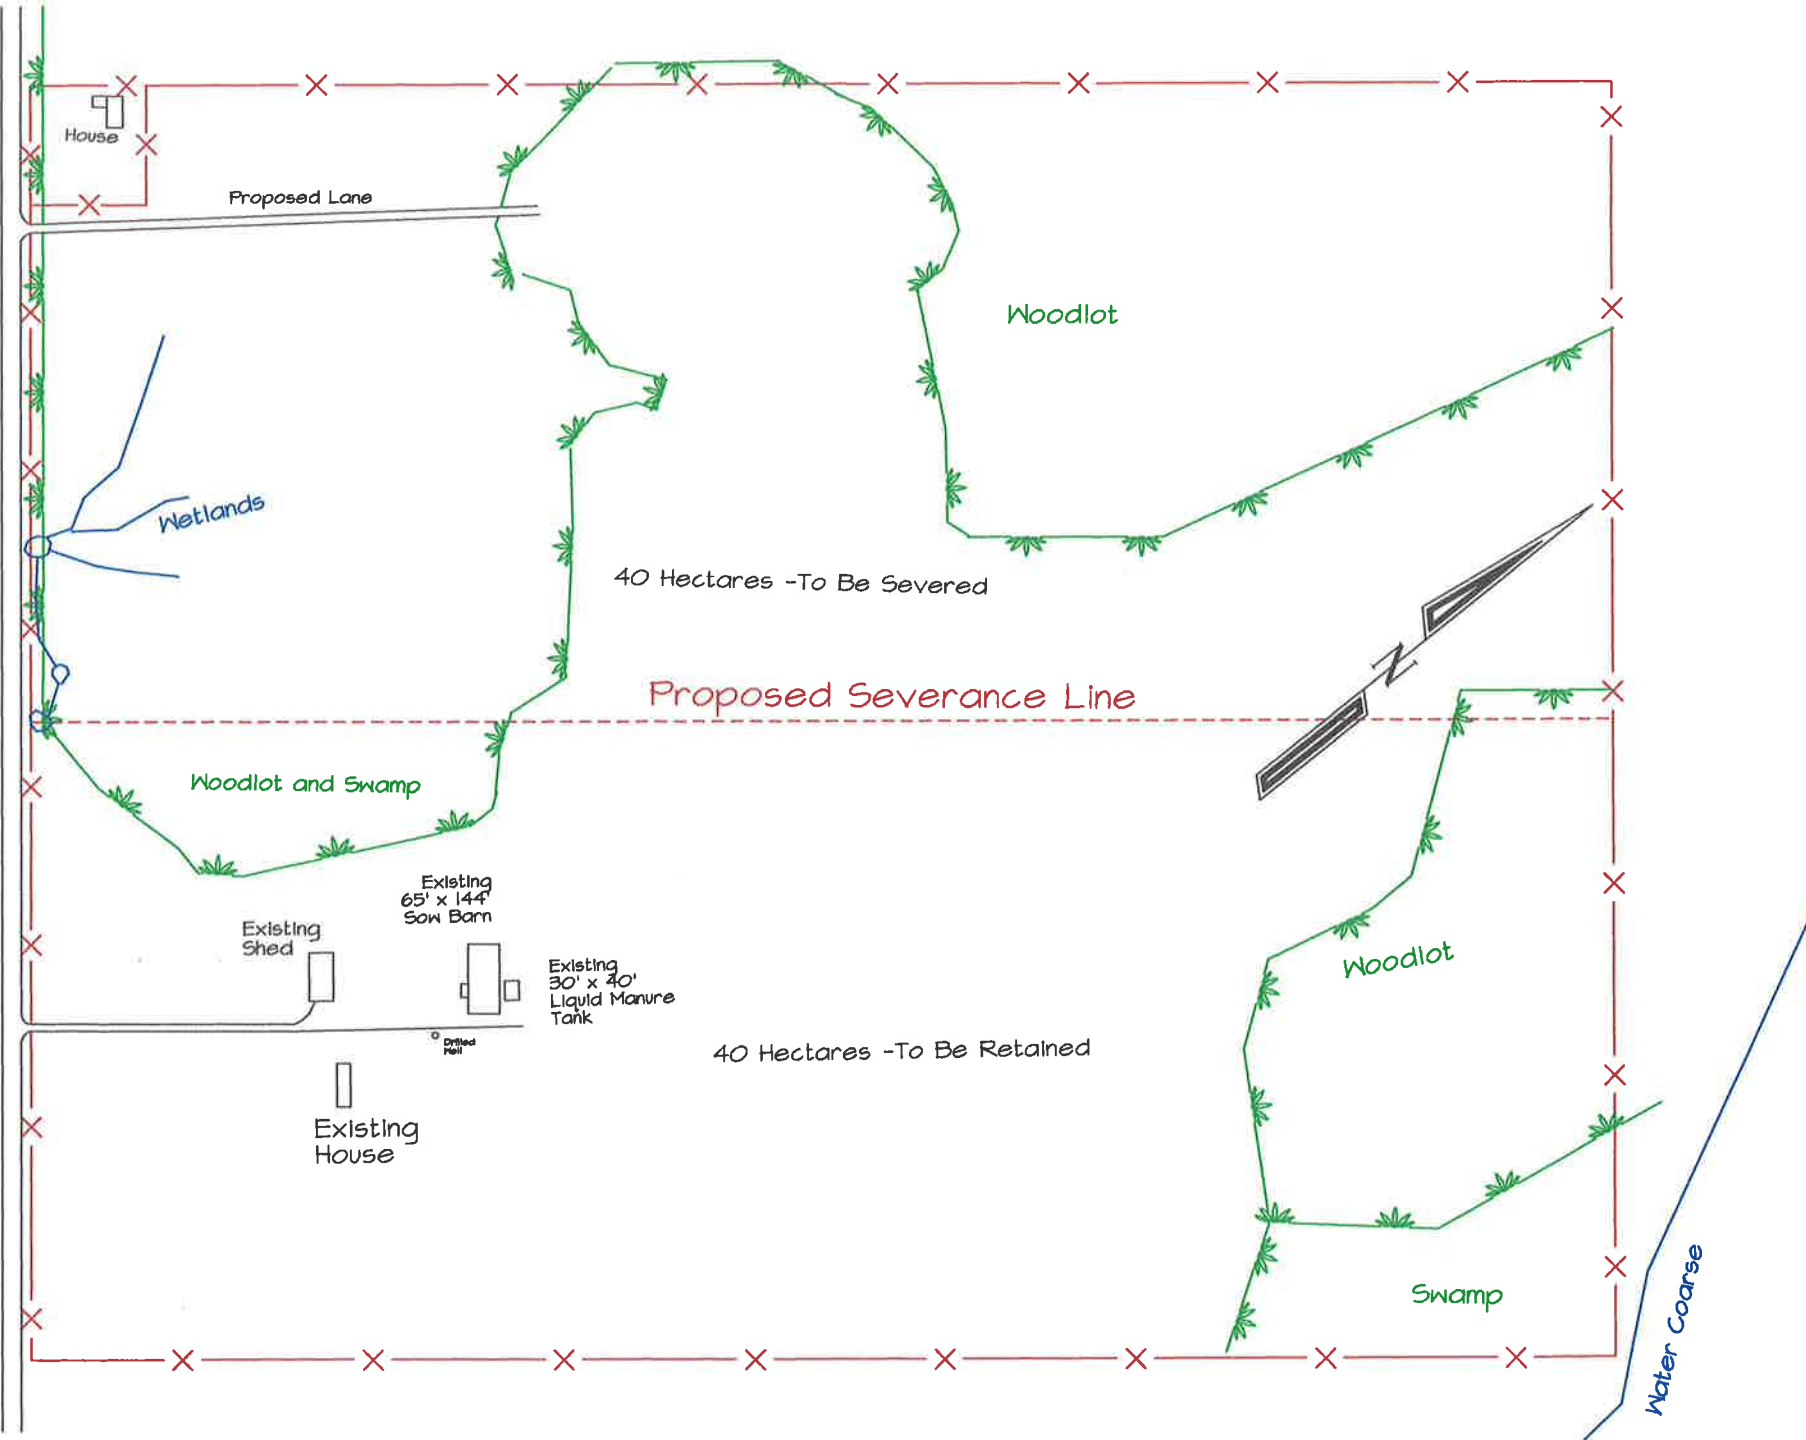 House
Proposed Lane
Woodlot
Wetlands
40 Hectares -To Be Severed
N
Proposed Severance Line
Woodlot and Swamp
Existing
65' x 144'
Sow Barn
Existing
Shed
Existing
30' x 40'
Liquid Manure
Tank
Woodlot
Drilled
Well
40 Hectares -To Be Retained
Existing
House
Swamp
Water Coarse